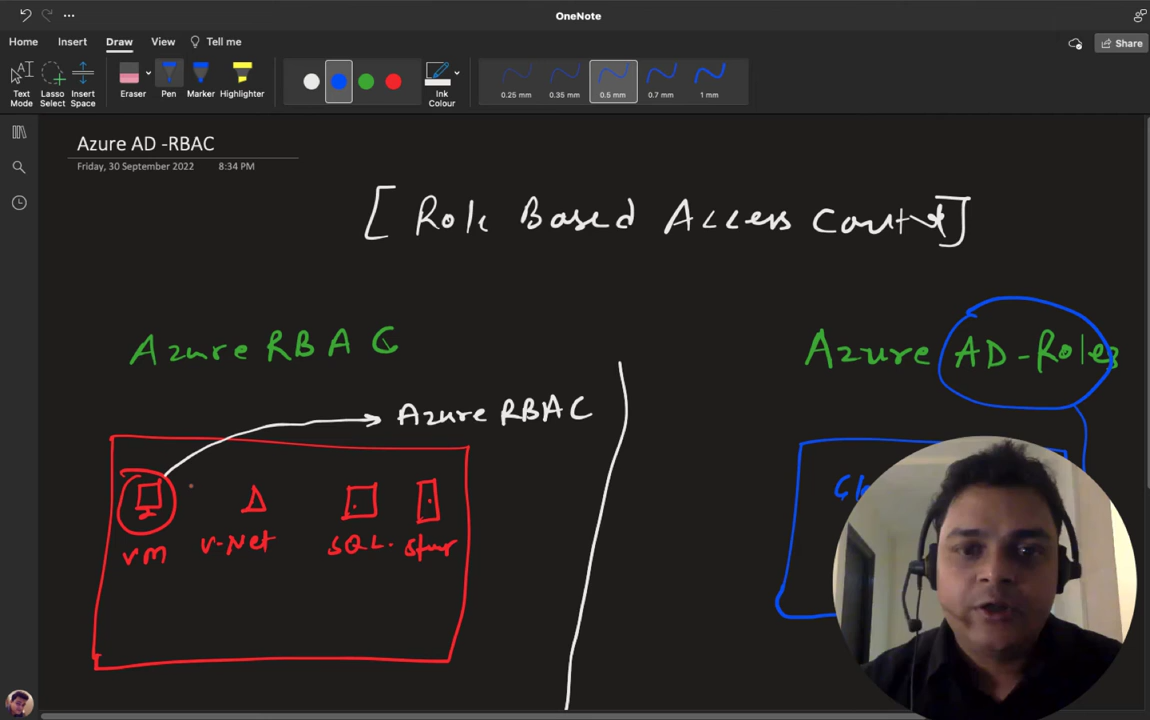 OneNote
Home Insert Draw View Tell me
Share
Text Mode
Lasso Select
Insert Space
Eraser
Pen
Marker
Highlighter
Ink Colour
0.25 mm
0.35 mm
0.5 mm
0.7 mm
1 mm
Azure AD -RBAC
Friday, 30 September 2022 8:34 PM
[ Role Based Access
Azure RBAC
Azure AD-Roles
Azure RBAC
VM
V-Net
SQL.